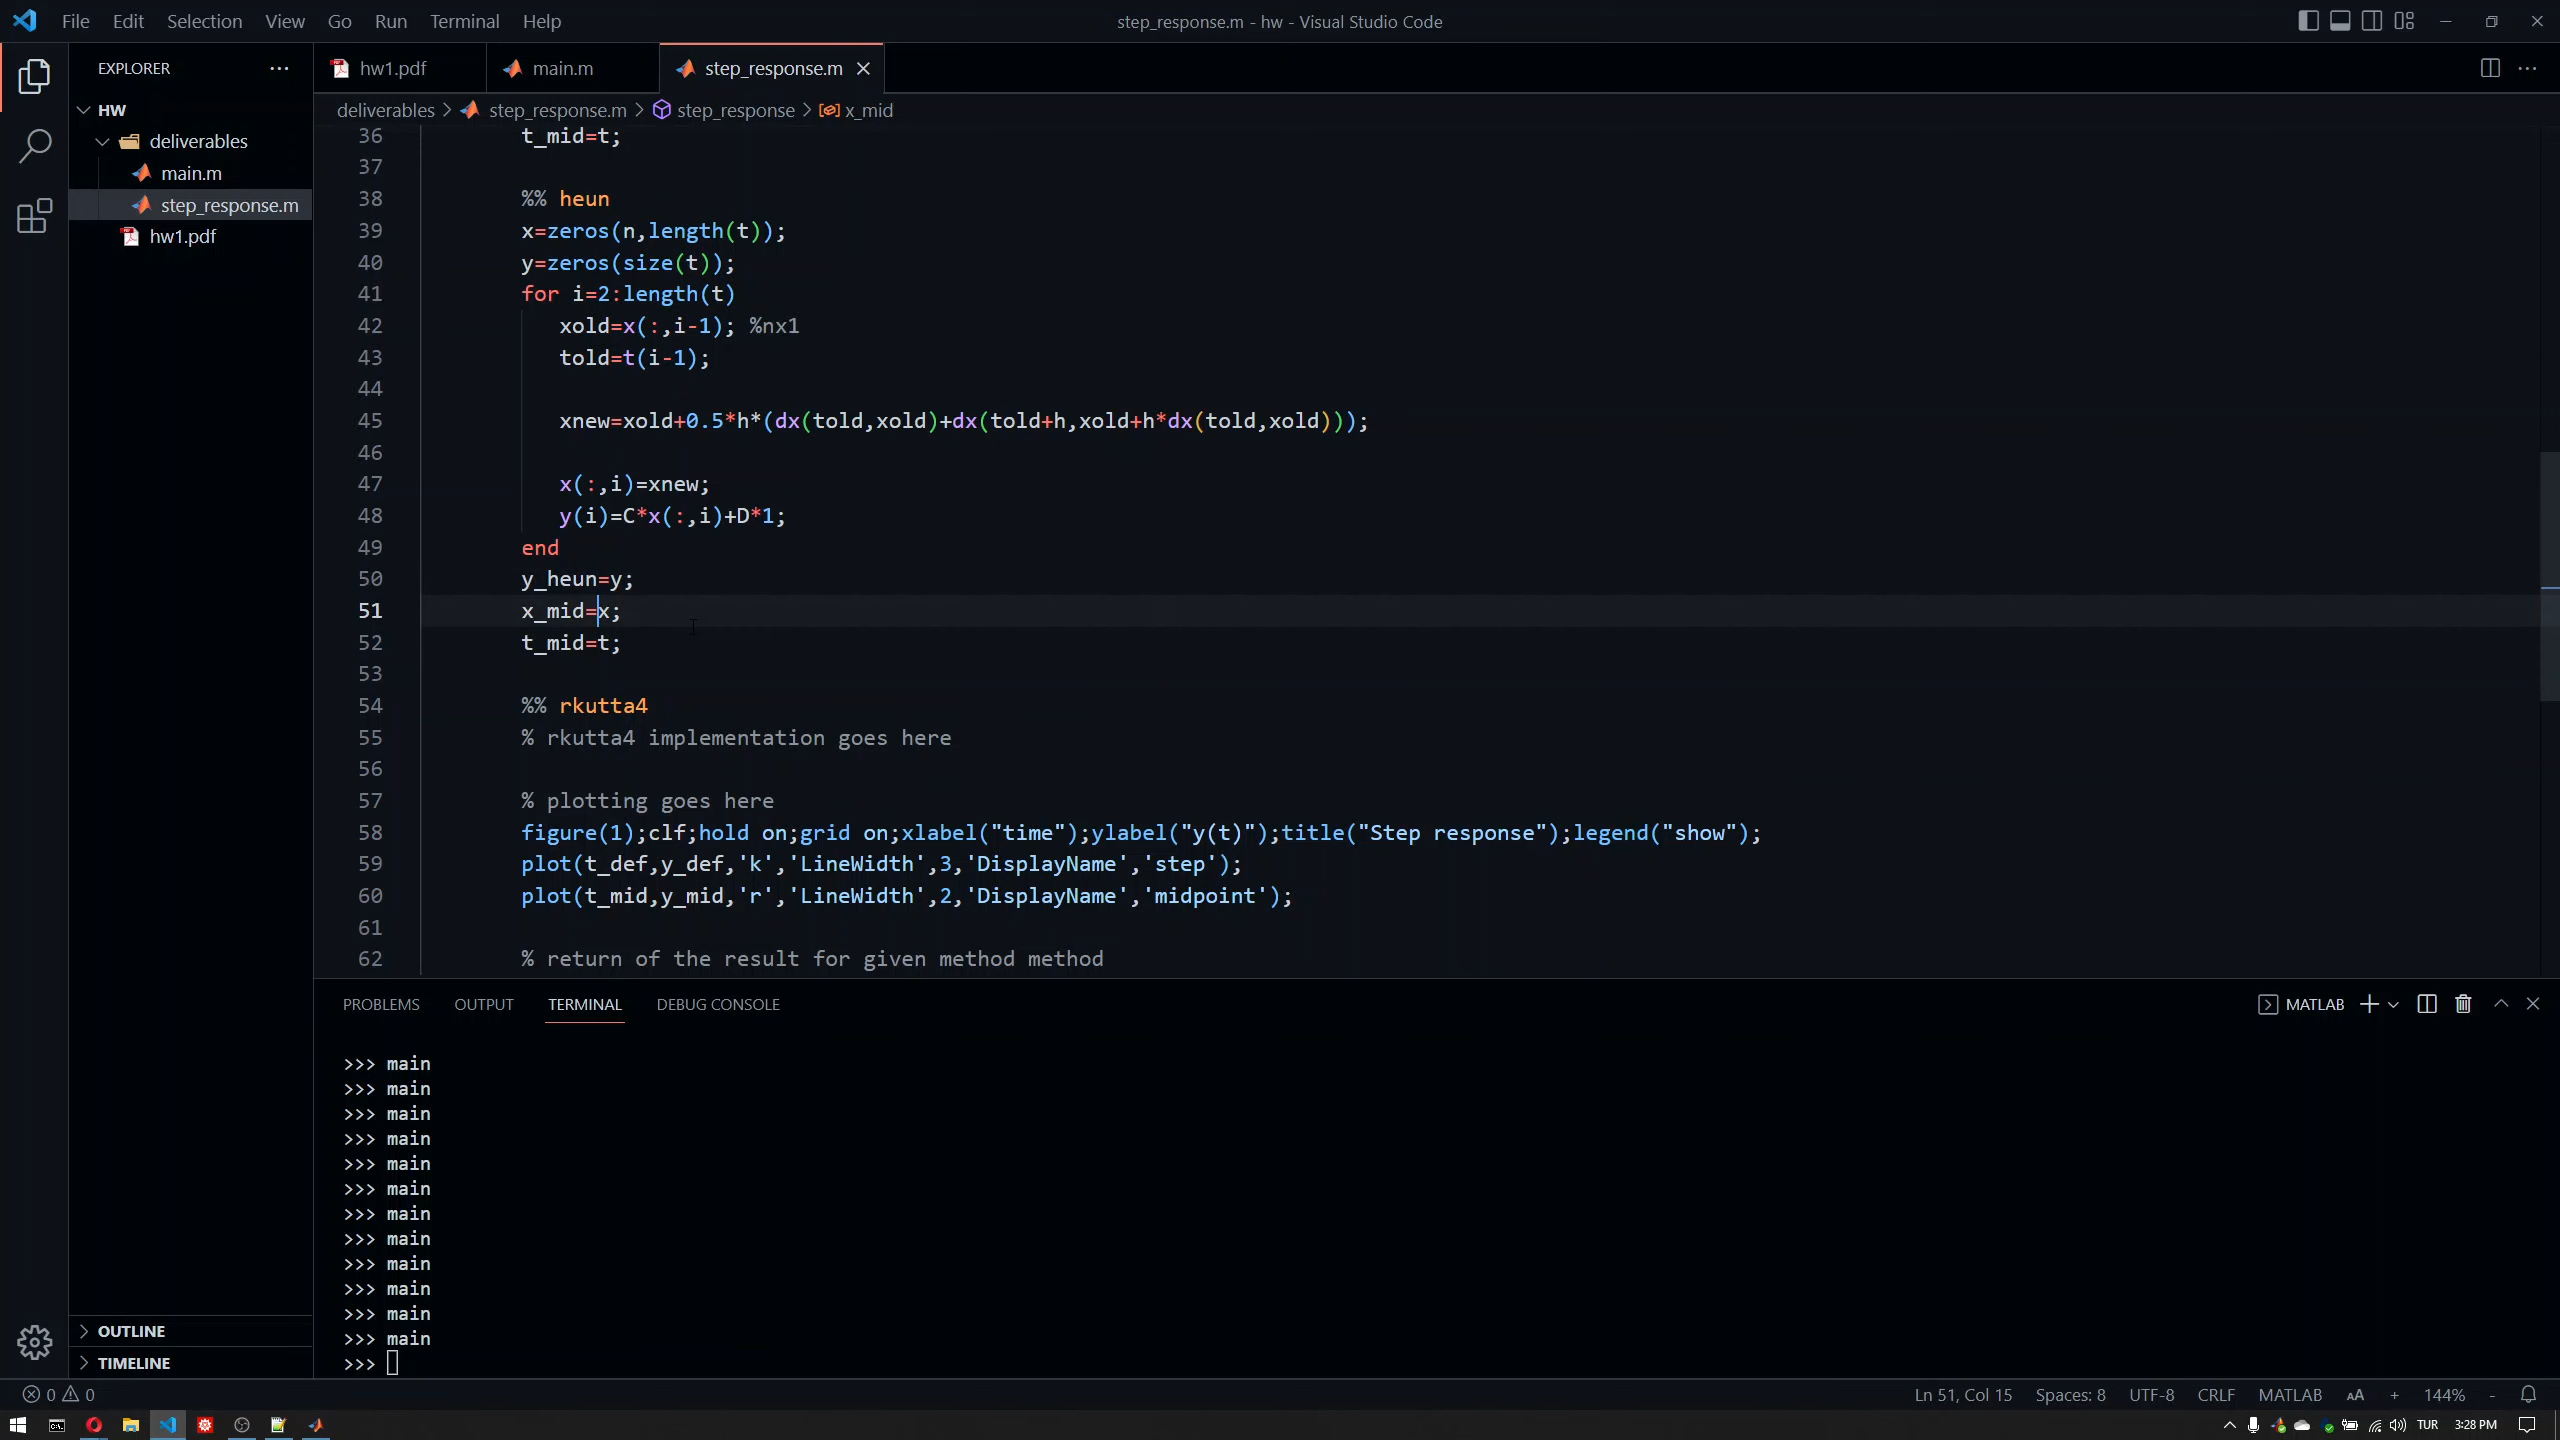 File Edit Selection View Go Run Terminal Help
step_response.m - hw - Visual Studio Code
EXPLORER
HW
deliverables
main.m
step_response.m
hw1.pdf
OUTLINE
TIMELINE
hw1.pdf main.m step_response.m
deliverables > step_response.m > step_response > x_mid
36 t_mid=t;
37
38 %% heun
39 x=zeros(n,length(t));
40 y=zeros(size(t));
41 for i=2:length(t)
42 xold=x(:,i-1); %nx1
43 told=t(i-1);
44
45 xnew=xold+0.5*h*(dx(told,xold)+dx(told+h,xold+h*dx(told,xold)));
46
47 x(:,i)=xnew;
48 y(i)=C*x(:,i)+D*1;
49 end
50 y_heun=y;
51 x_mid=x;
52 t_mid=t;
53
54 %% rkutta4
55 % rkutta4 implementation goes here
56
57 % plotting goes here
58 figure(1);clf;hold on;grid on;xlabel("time");ylabel("y(t)");title("Step response");legend("show");
59 plot(t_def,y_def,'k','LineWidth',3,'DisplayName','step');
60 plot(t_mid,y_mid,'r','LineWidth',2,'DisplayName','midpoint');
61
62 % return of the result for given method method
PROBLEMS OUTPUT TERMINAL DEBUG CONSOLE
MATLAB
>>> main
>>> main
>>> main
>>> main
>>> main
>>> main
>>> main
>>> main
>>> main
>>> main
>>> main
>>> main
>>>
0 0
Ln 51, Col 15 Spaces: 8 UTF-8 CRLF MATLAB AA + 144% -
TUR 3:28 PM